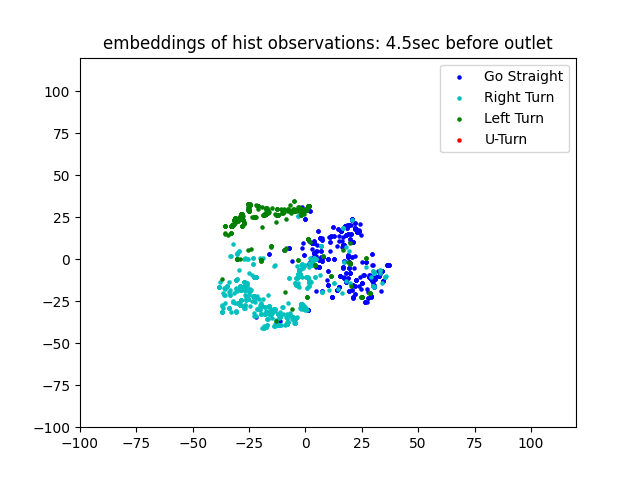 embeddings of hist observations: 4.5sec before outlet
Go Straight
Right Turn
Left Turn
U-Turn
100
75
50
25
0
−25
−50
−75
−100
−100 −75 −50 −25 0 25 50 75 100